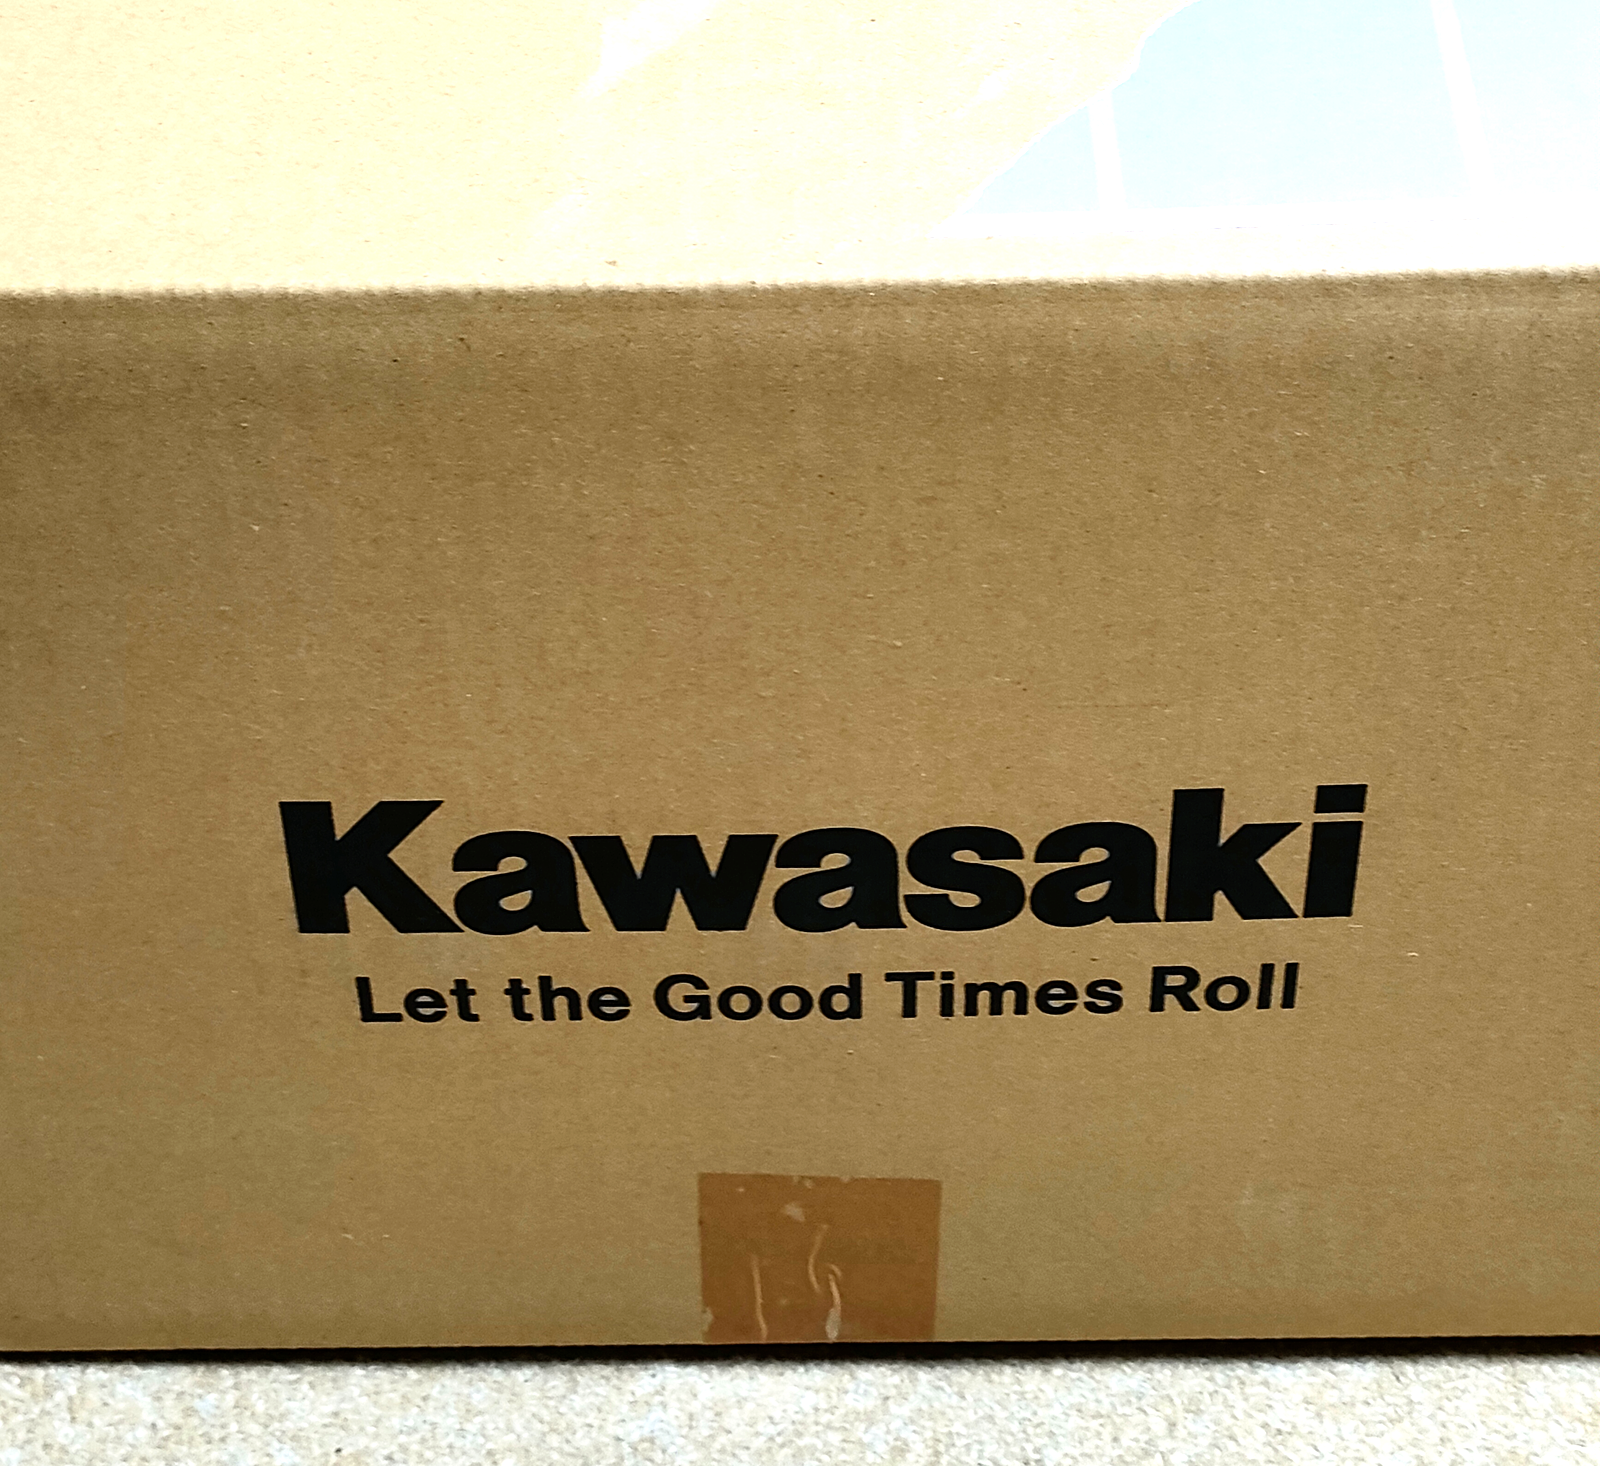 Kawasaki
Let the Good Times Roll